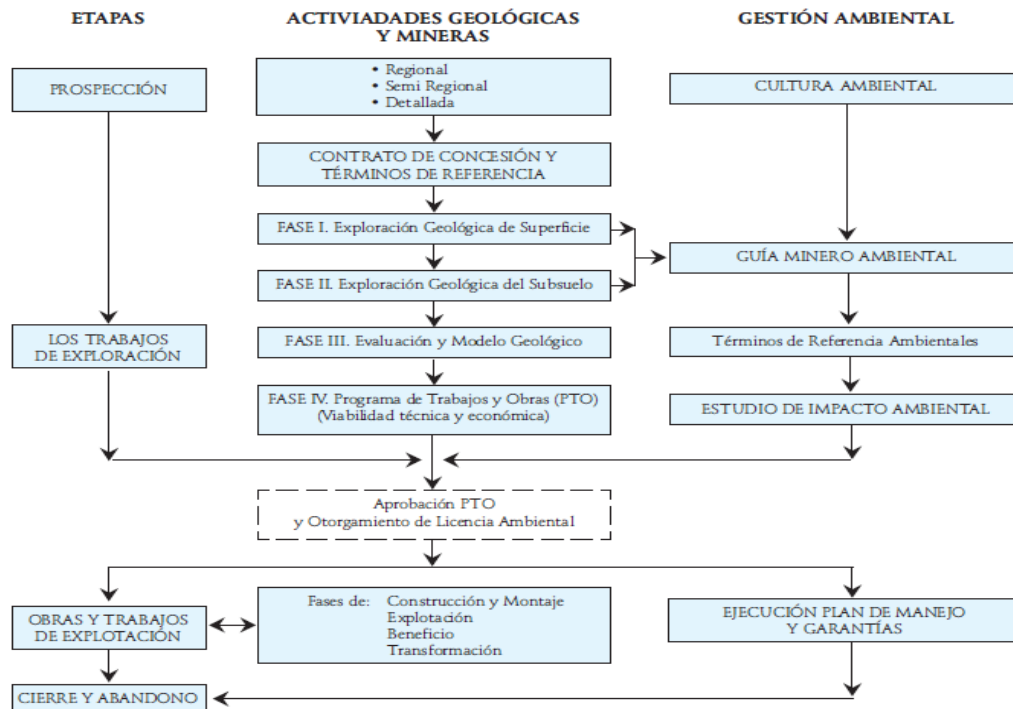 ETAPAS
ACTIVIADADES GEOLÓGICAS
Y MINERAS
GESTIÓN AMBIENTAL
PROSPECCIÓN
• Regional
• Semi Regional
• Detallada
CULTURA AMBIENTAL
CONTRATO DE CONCESIÓN Y
TÉRMINOS DE REFERENCIA
FASE I. Exploración Geológica de Superficie
GUÍA MINERO AMBIENTAL
FASE II. Exploración Geológica del Subsuelo
LOS TRABAJOS
DE EXPLORACIÓN
FASE III. Evaluación y Modelo Geológico
Términos de Referencia Ambientales
FASE IV. Programa de Trabajos y Obras (PTO)
(Viabilidad técnica y económica)
ESTUDIO DE IMPACTO AMBIENTAL
Aprobación PTO
y Otorgamiento de Licencia Ambiental
OBRAS Y TRABAJOS
DE EXPLOTACIÓN
Fases de: Construcción y Montaje
Explotación
Beneficio
Transformación
EJECUCIÓN PLAN DE MANEJO
Y GARANTÍAS
CIERRE Y ABANDONO